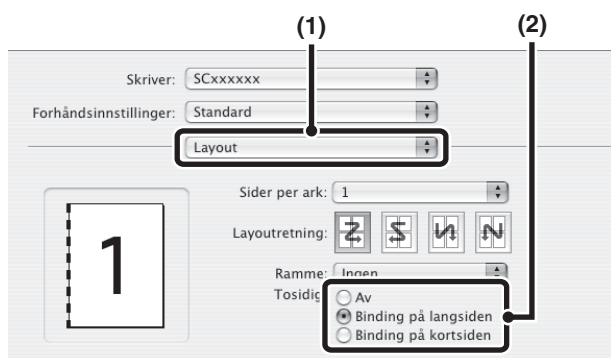 (1) (2)
Skriver: SCxxxxxx
Forhåndsinnstillinger: Standard
Layout
Sider per ark: 1
Layoutretning:
1
Ramme: Ingen
Tosidig
Av
Binding på langsiden
Binding på kortsiden